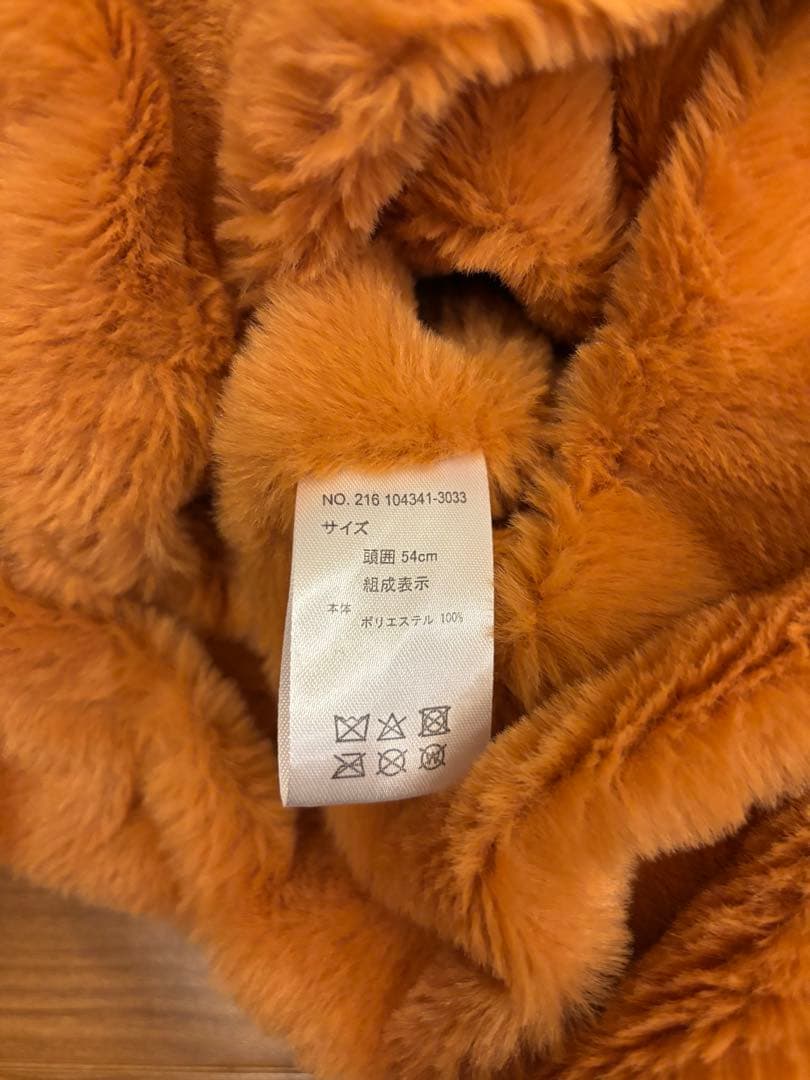 NO. 216 104341-3033
サイズ
頭囲 54cm
組成表示
本体 ポリエステル 100%
W